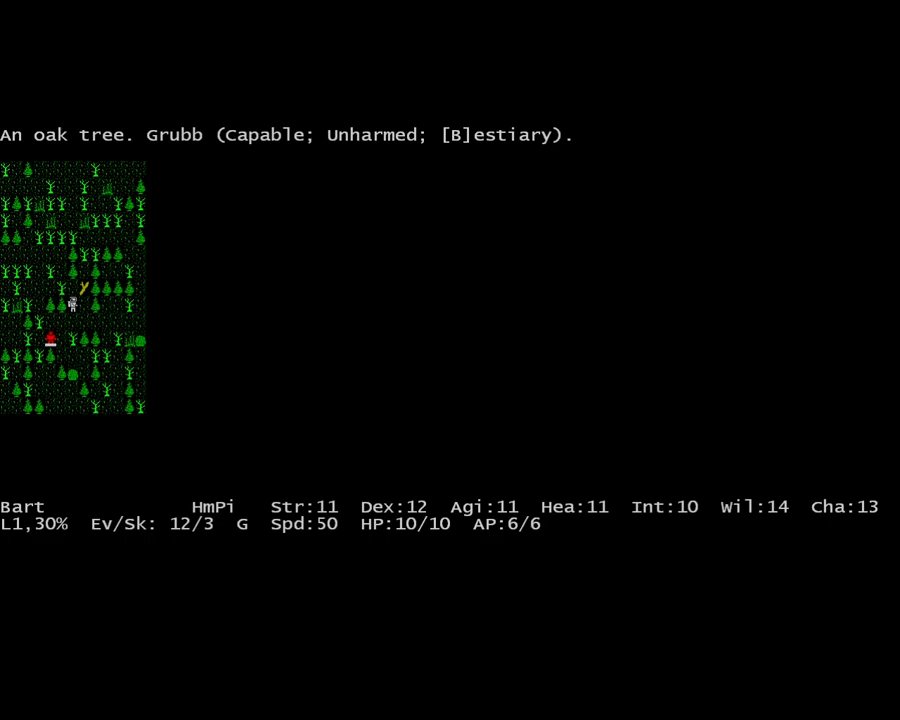 An oak tree. Grubb (Capable; Unharmed; [B]estiary).
Bart HmPi Str:11 Dex:12 Agi:11 Hea:11 Int:10 Wil:14 Cha:13
L1,30% Ev/Sk: 12/3 G Spd:50 HP:10/10 AP:6/6